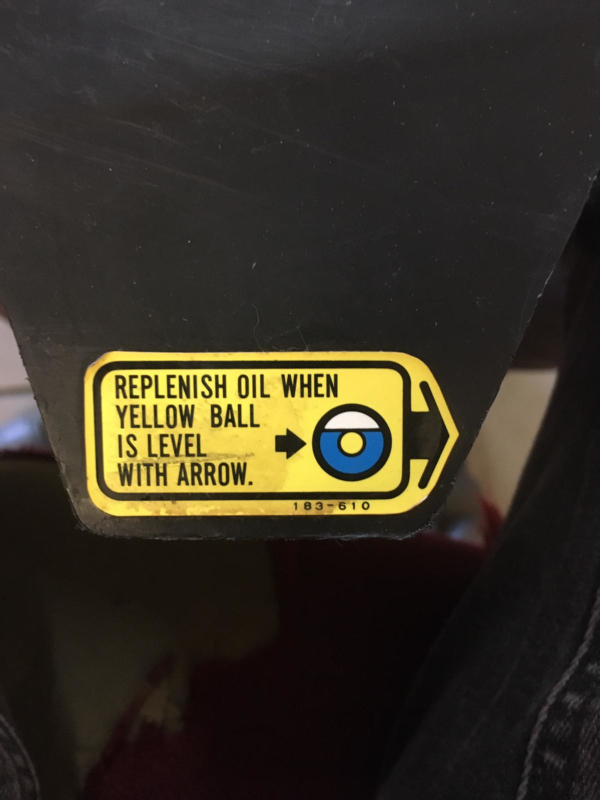 REPLENISH OIL WHEN
YELLOW BALL
IS LEVEL
WITH ARROW.
183-610